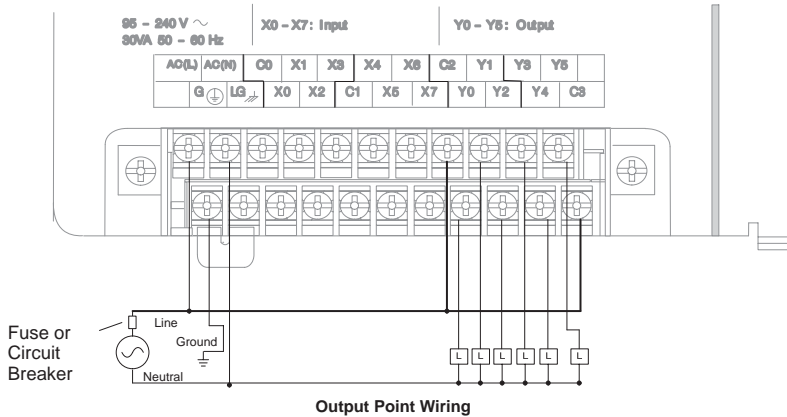 95 - 240 V ~
30VA 50 - 60 Hz
X0 - X7: Input
Y0 - Y5: Output
AC(L) AC(N) C0 X1 X3 X4 X6 C2 Y1 Y3 Y5
G LG X0 X2 C1 X5 X7 Y0 Y2 Y4 C3
Fuse or
Circuit
Breaker
Line
Ground
Neutral
L L L L L L
Output Point Wiring